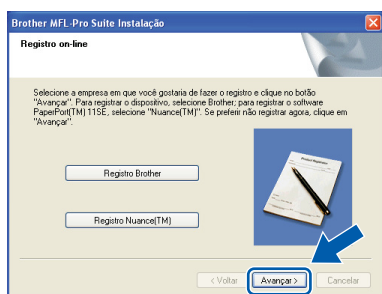 Brother MFL-Pro Suite Instalação
Registro on-line
Selecione a empresa em que você gostaria de fazer o registro e clique no botão
"Avançar". Para registrar o dispositivo, selecione Brother; para registrar o software
PaperPort(TM) 11SE, selecione "Nuance(TM)". Se preferir não registrar agora, clique em
"Avançar".
Registro Brother
Product Registration
Registro Nuance(TM)
< Voltar
Avançar >
Cancelar